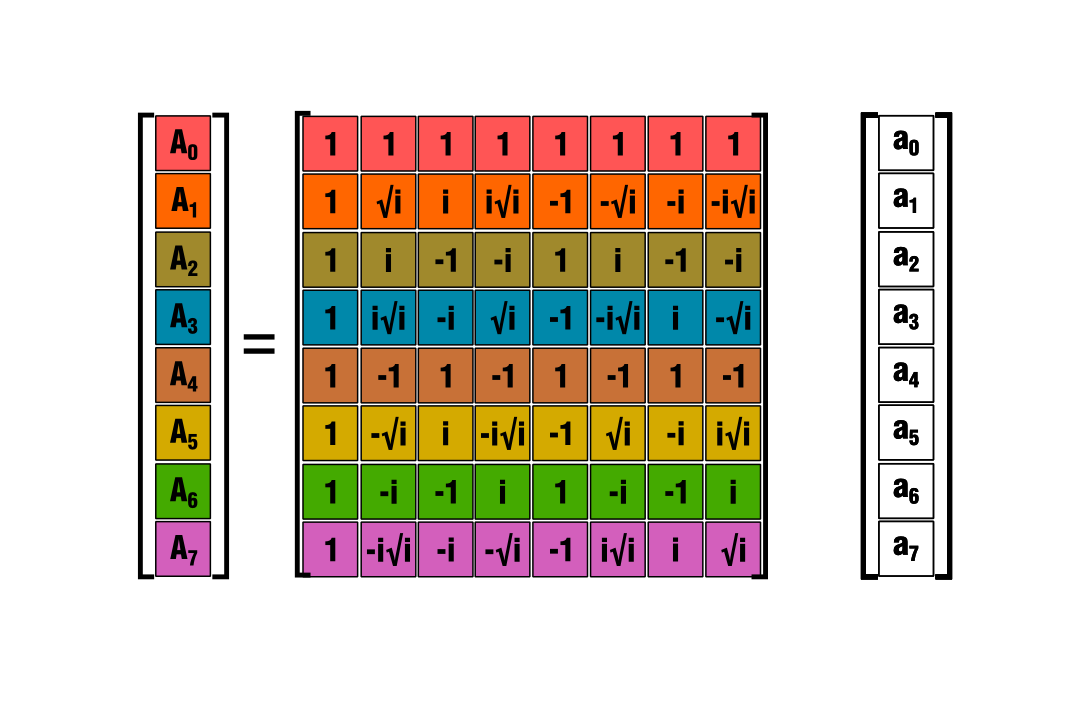 A₀ 1 1 1 1 1 1 1 1 a₀
A₁ 1 √i i i√i -1 -√i -i -i√i a₁
A₂ 1 i -1 -i 1 i -1 -i a₂
A₃ = 1 i√i -i √i -1 -i√i i -√i a₃
A₄ 1 -1 1 -1 1 -1 1 -1 a₄
A₅ 1 -√i i -i√i -1 √i -i i√i a₅
A₆ 1 -i -1 i 1 -i -1 i a₆
A₇ 1 -i√i -i -√i -1 i√i i √i a₇